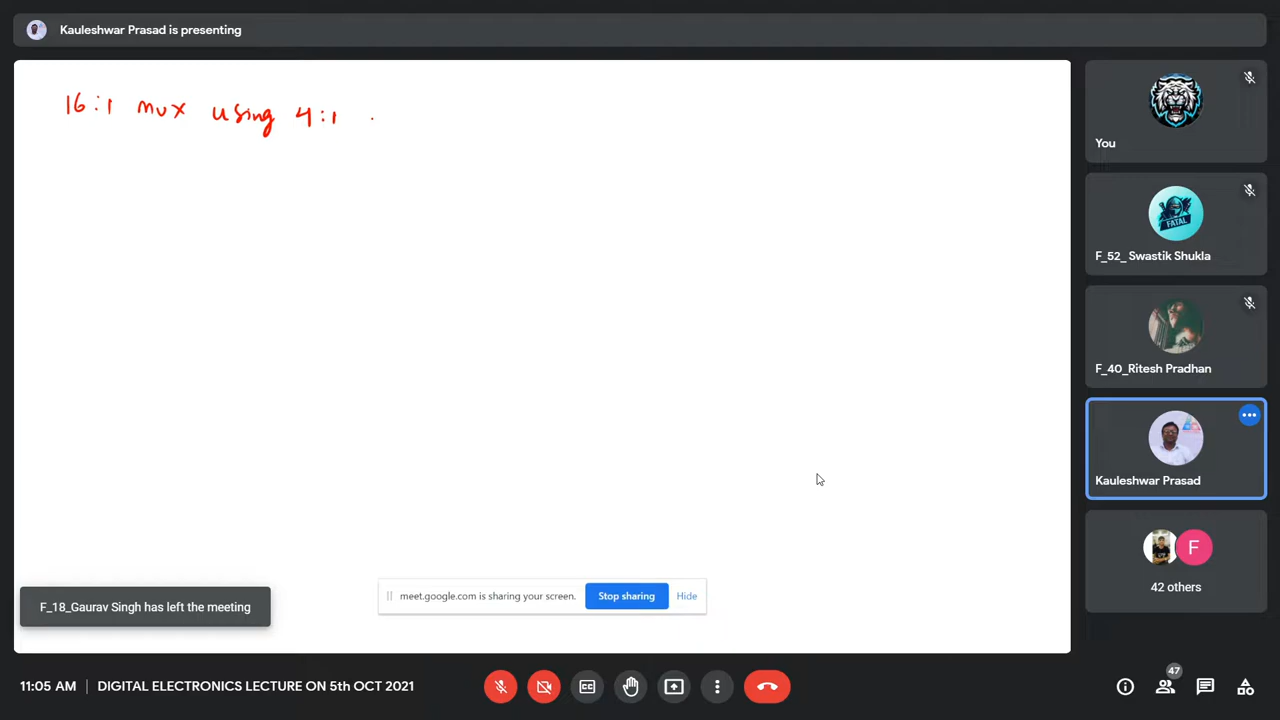 Kauleshwar Prasad is presenting
16:1 mux using 4:1
You
FATAL
F_52_ Swastik Shukla
F_40_Ritesh Pradhan
Kauleshwar Prasad
F
42 others
meet.google.com is sharing your screen. Stop sharing Hide
F_18_Gaurav Singh has left the meeting
11:05 AM | DIGITAL ELECTRONICS LECTURE ON 5th OCT 2021
47